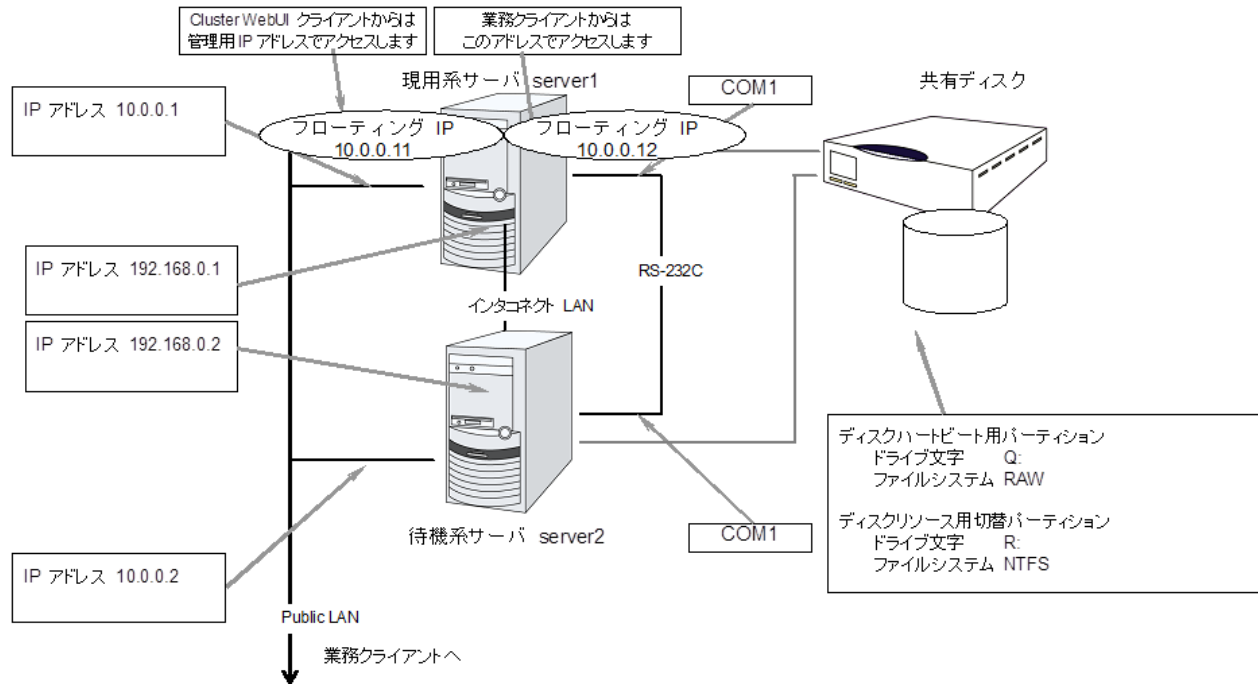 Cluster WebUI クライアントからは
管理用 IP アドレスでアクセスします
業務クライアントからは
このアドレスでアクセスします
現用系サーバ server1
COM1
共有ディスク
IP アドレス 10.0.0.1
フローティング IP
10.0.0.11
フローティング IP
10.0.0.12
IP アドレス 192.168.0.1
RS-232C
インタコネクト LAN
IP アドレス 192.168.0.2
ディスクハートビート用パーティション
ドライブ文字 Q:
ファイルシステム RAW
ディスクリソース用切替パーティション
ドライブ文字 R:
ファイルシステム NTFS
待機系サーバ server2
COM1
IP アドレス 10.0.0.2
Public LAN
業務クライアントへ